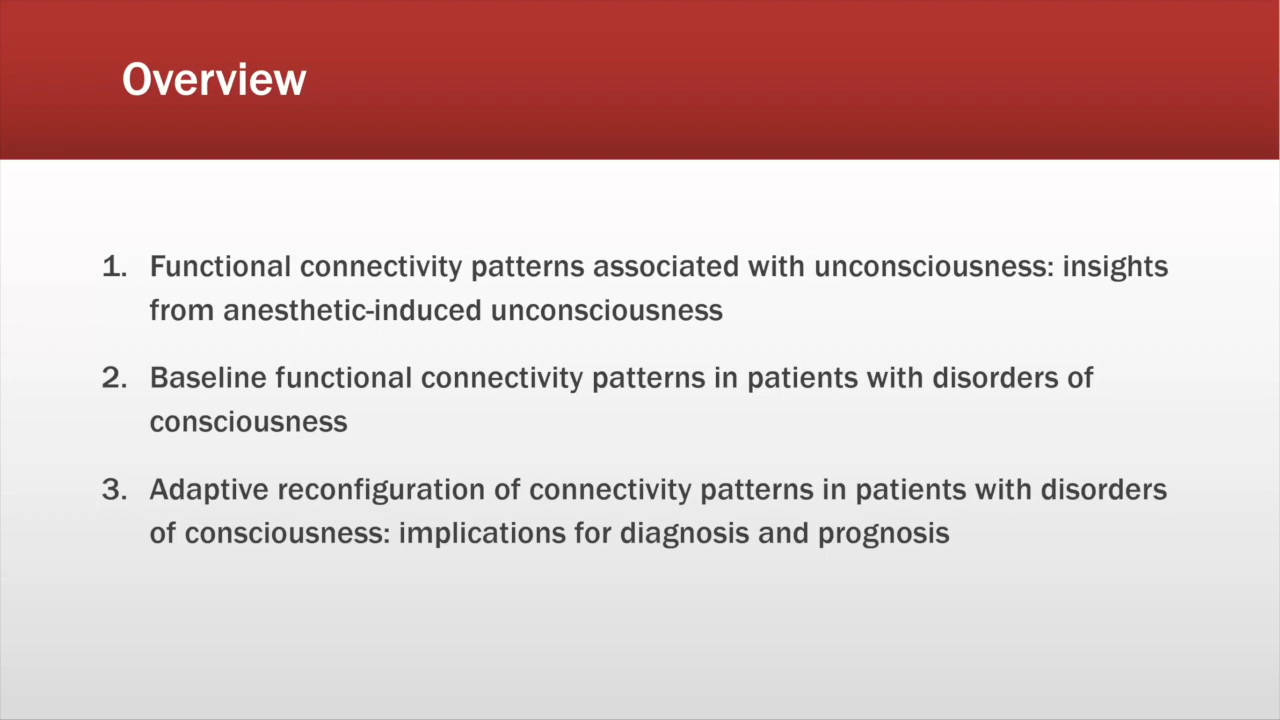 Overview
1. Functional connectivity patterns associated with unconsciousness: insights
from anesthetic-induced unconsciousness
2. Baseline functional connectivity patterns in patients with disorders of
consciousness
3. Adaptive reconfiguration of connectivity patterns in patients with disorders
of consciousness: implications for diagnosis and prognosis